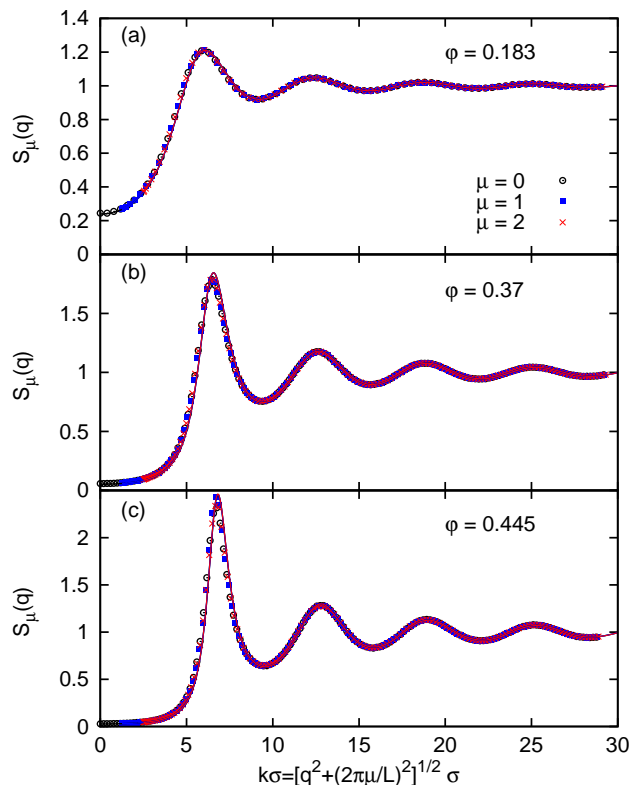 1.4
(a)
φ = 0.183
1.2
1
0.8
0.6
0.4
0.2
0
S_μ(q)
μ = 0
μ = 1
μ = 2
(b)
φ = 0.37
1.5
1
0.5
0
S_μ(q)
(c)
φ = 0.445
2
1.5
1
0.5
0
S_μ(q)
0 5 10 15 20 25 30
kσ=[q²+(2πμ/L)²]^{1/2} σ